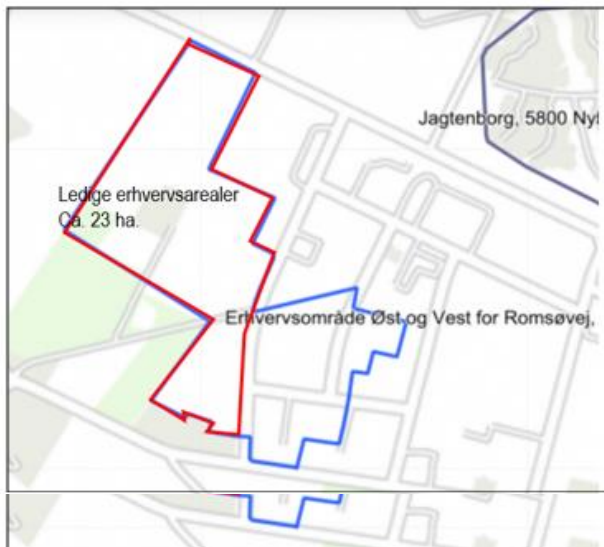 Jagtenborg, 5800 Ny
Ledige erhvervsarealer
Ca. 23 ha.
Erhvervsområde Øst og Vest for Romsøvej,